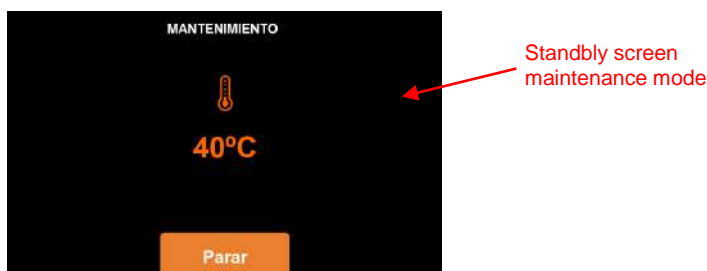 MANTENIMIENTO
Standbly screen
maintenance mode
40ºC
Parar